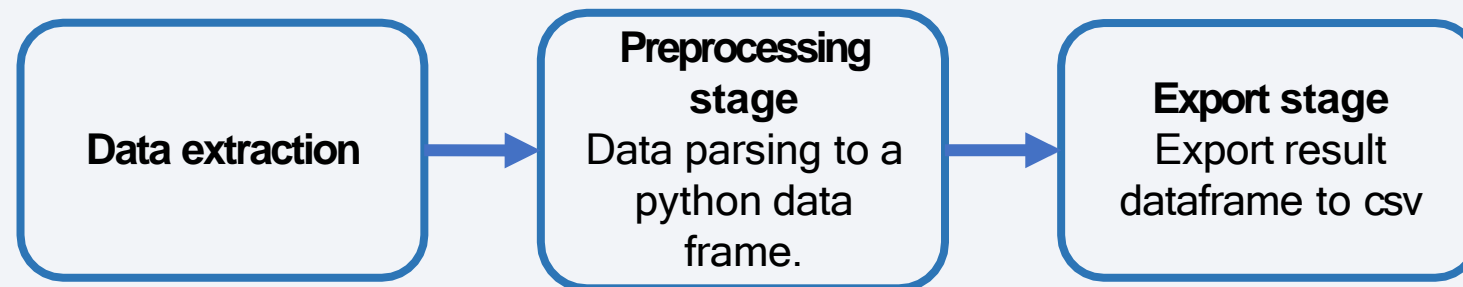 Data extraction
Preprocessing
stage
Data parsing to a
python data
frame.
Export stage
Export result
dataframe to csv